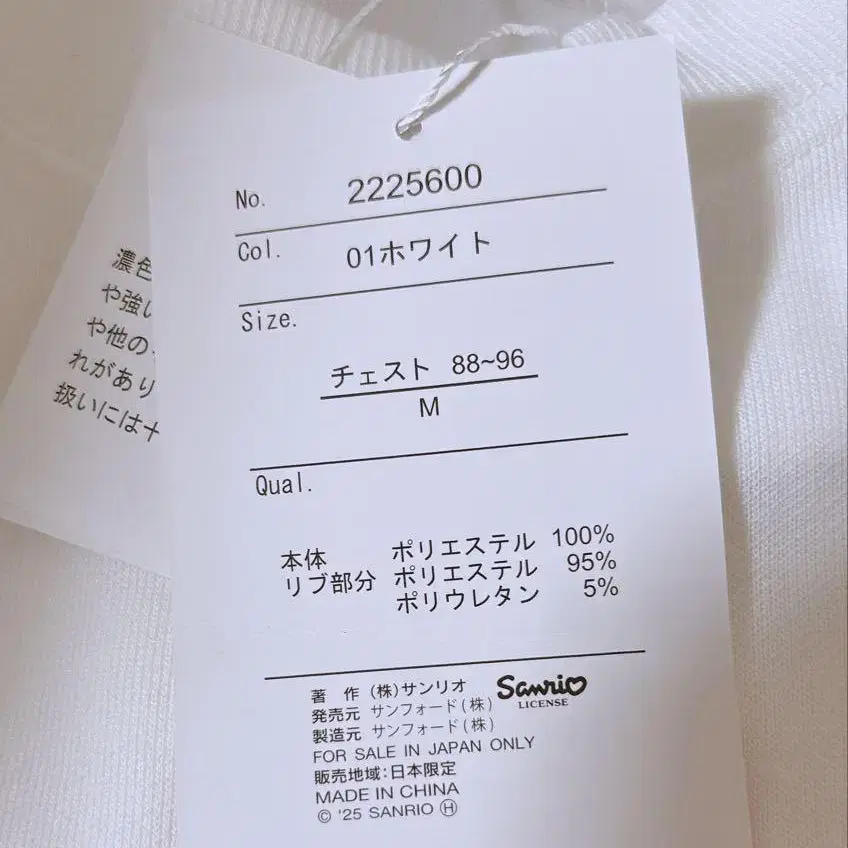 No. 2225600
Col. 01ホワイト
Size.
チェスト 88~96
M
Qual.
本体 ポリエステル 100%
リブ部分 ポリエステル 95%
ポリウレタン 5%
著 作 (株)サンリオ
発売元 サンフォード(株)
製造元 サンフォード(株)
Sanrio
LICENSE
FOR SALE IN JAPAN ONLY
販売地域:日本限定
MADE IN CHINA
© '25 SANRIO Ⓗ
濃色
や強い
や他の
れがあり
扱いには十